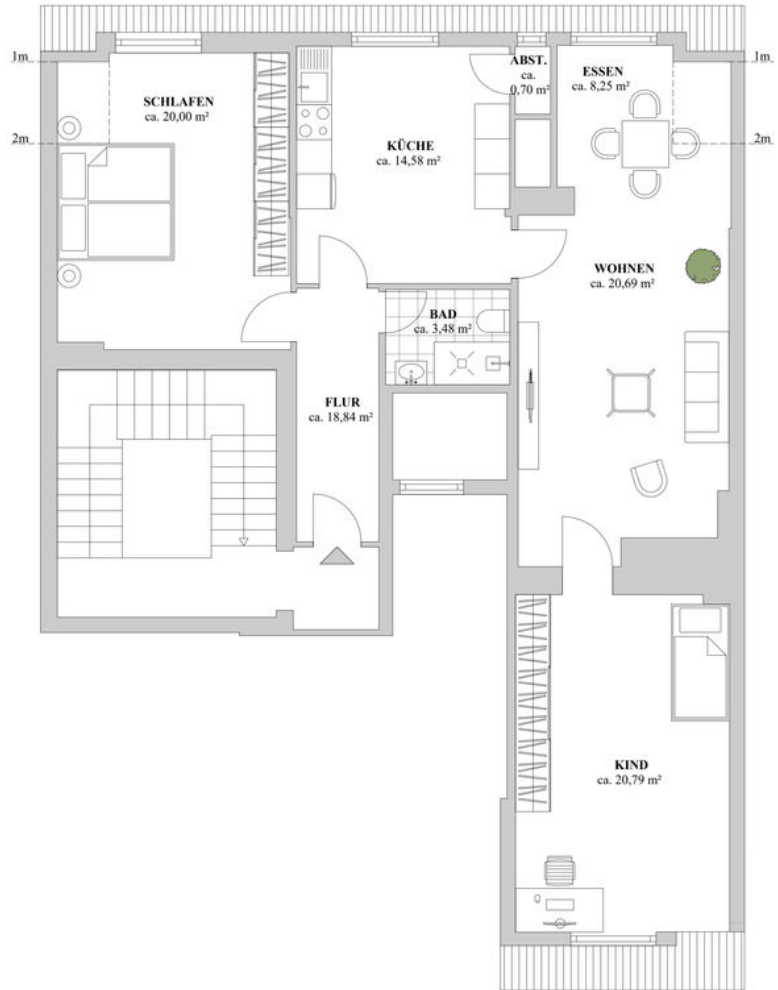 1m
1m
2m
2m
SCHLAFEN
ca. 20,00 m²
KÜCHE
ca. 14,58 m²
ABST.
ca.
0,70 m²
ESSEN
ca. 8,25 m²
WOHNEN
ca. 20,69 m²
BAD
ca. 3,48 m²
FLUR
ca. 18,84 m²
KIND
ca. 20,79 m²